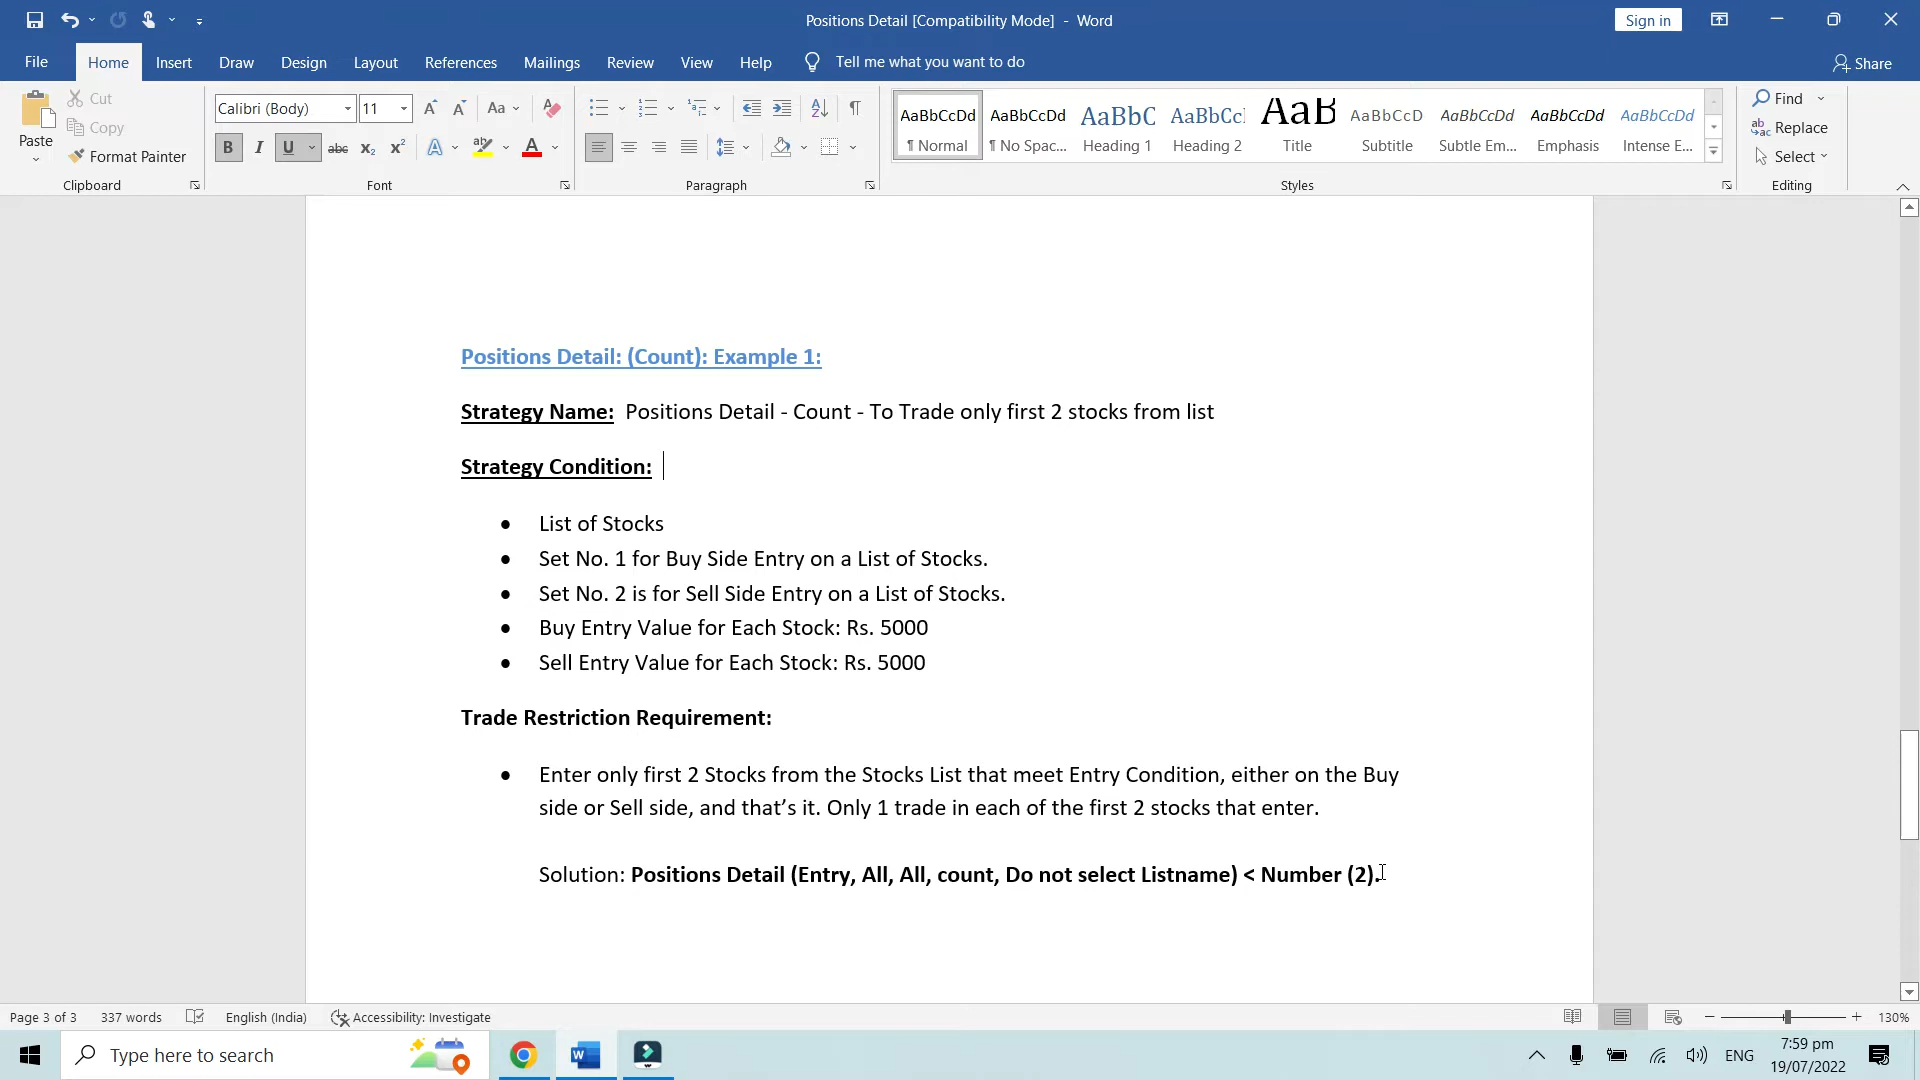 Positions Detail [Compatibility Mode] - Word
Sign in
File Home Insert Draw Design Layout References Mailings Review View Help Tell me what you want to do Share
Paste
Cut
Copy
Format Painter
Clipboard
Calibri (Body) 11
Font
Paragraph
AaBbCcDd AaBbCcDd AaBbC AaBbCc AaB AaBbCcD AaBbCcDd AaBbCcDd AaBbCcDd
¶ Normal ¶ No Spac... Heading 1 Heading 2 Title Subtitle Subtle Em... Emphasis Intense E...
Styles
Find
Replace
Select
Editing
Positions Detail: (Count): Example 1:
Strategy Name: Positions Detail - Count - To Trade only first 2 stocks from list
Strategy Condition:
• List of Stocks
• Set No. 1 for Buy Side Entry on a List of Stocks.
• Set No. 2 is for Sell Side Entry on a List of Stocks.
• Buy Entry Value for Each Stock: Rs. 5000
• Sell Entry Value for Each Stock: Rs. 5000
Trade Restriction Requirement:
• Enter only first 2 Stocks from the Stocks List that meet Entry Condition, either on the Buy
side or Sell side, and that’s it. Only 1 trade in each of the first 2 stocks that enter.
Solution: Positions Detail (Entry, All, All, count, Do not select Listname) < Number (2).
Page 3 of 3 337 words English (India) Accessibility: Investigate 130%
Type here to search
ENG
7:59 pm
19/07/2022